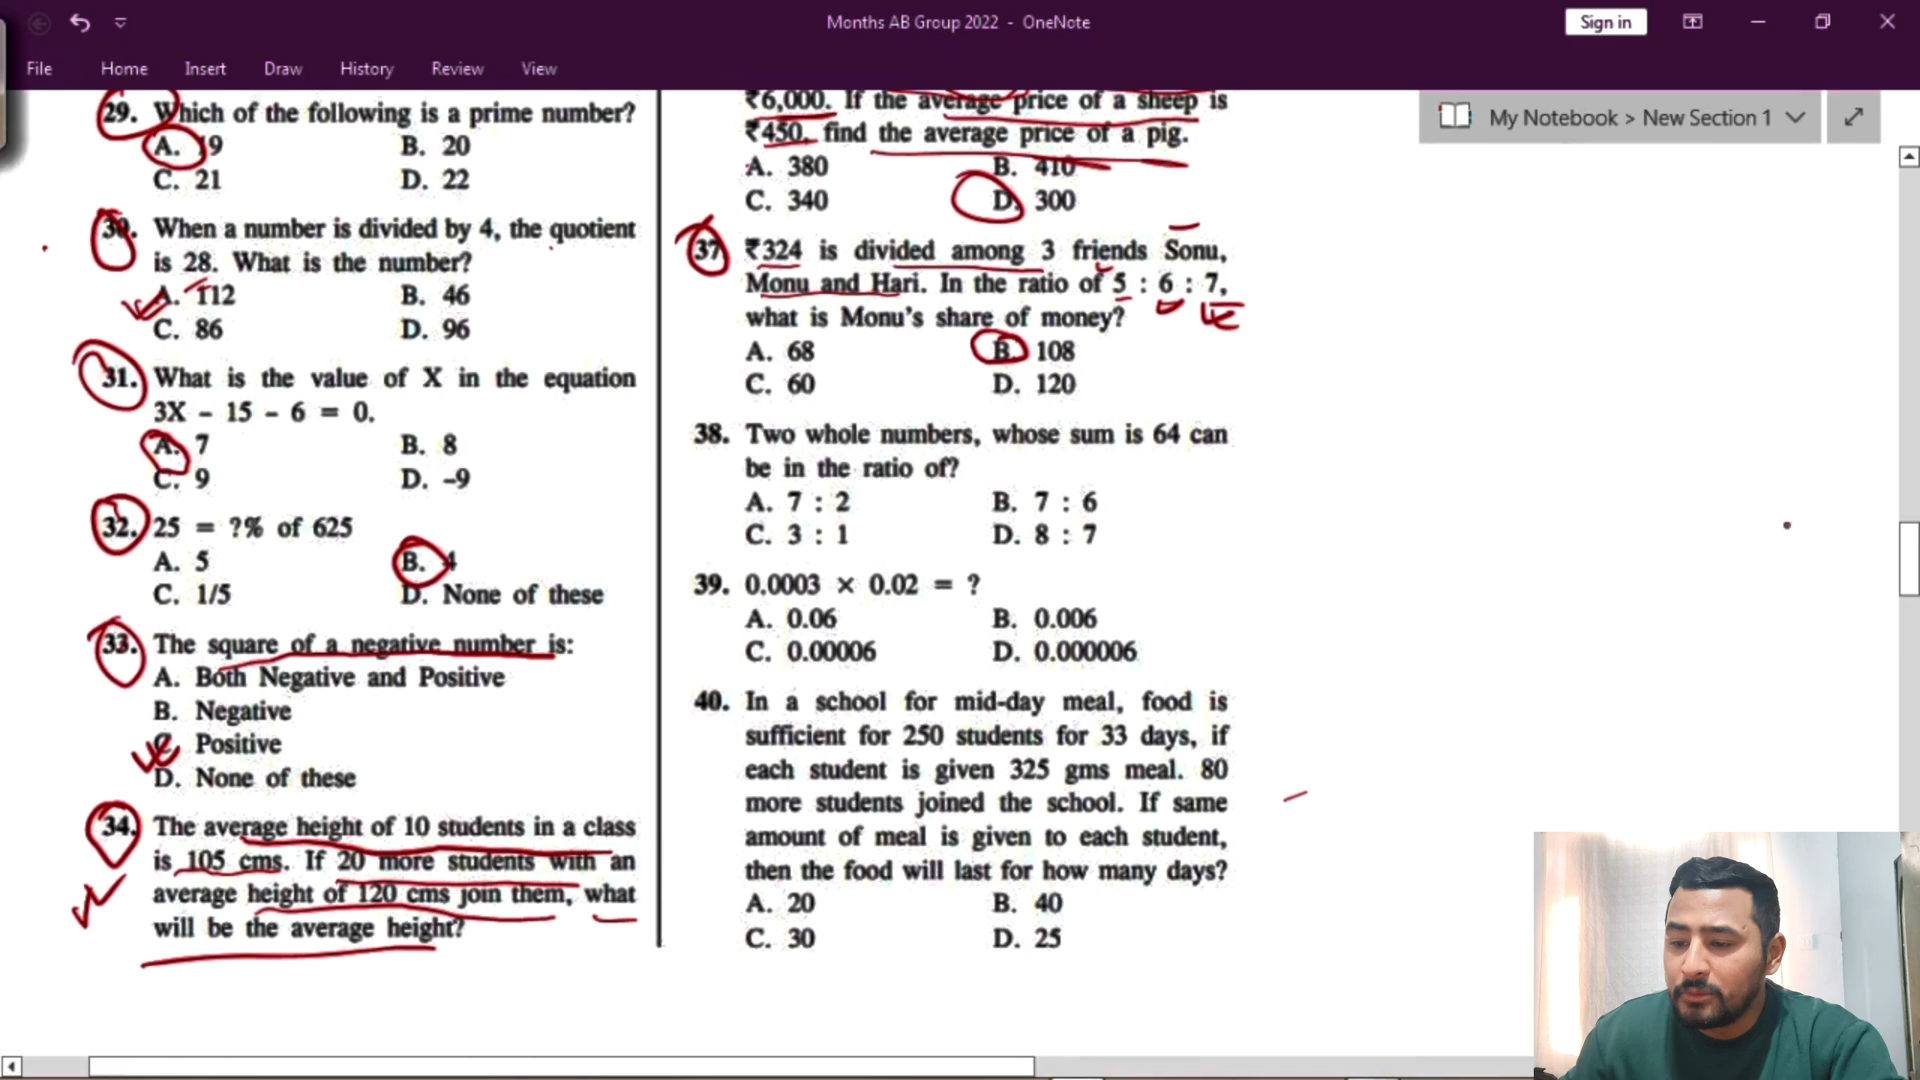 Months AB Group 2022 - OneNote
Sign in
File Home Insert Draw History Review View
My Notebook > New Section 1
29. Which of the following is a prime number?
A. 19 B. 20
C. 21 D. 22
30. When a number is divided by 4, the quotient
is 28. What is the number?
A. 112 B. 46
C. 86 D. 96
31. What is the value of X in the equation
3X – 15 – 6 = 0.
A. 7 B. 8
C. 9 D. –9
32. 25 = ?% of 625
A. 5 B. 4
C. 1/5 D. None of these
33. The square of a negative number is:
A. Both Negative and Positive
B. Negative
C. Positive
D. None of these
34. The average height of 10 students in a class
is 105 cms. If 20 more students with an
average height of 120 cms join them, what
will be the average height?
₹6,000. If the average price of a sheep is
₹450, find the average price of a pig.
A. 380 B. 410
C. 340 D. 300
37. ₹324 is divided among 3 friends Sonu,
Monu and Hari. In the ratio of 5 : 6 : 7,
what is Monu's share of money?
A. 68 B. 108
C. 60 D. 120
38. Two whole numbers, whose sum is 64 can
be in the ratio of?
A. 7 : 2 B. 7 : 6
C. 3 : 1 D. 8 : 7
39. 0.0003 × 0.02 = ?
A. 0.06 B. 0.006
C. 0.00006 D. 0.000006
40. In a school for mid-day meal, food is
sufficient for 250 students for 33 days, if
each student is given 325 gms meal. 80
more students joined the school. If same
amount of meal is given to each student,
then the food will last for how many days?
A. 20 B. 40
C. 30 D. 25